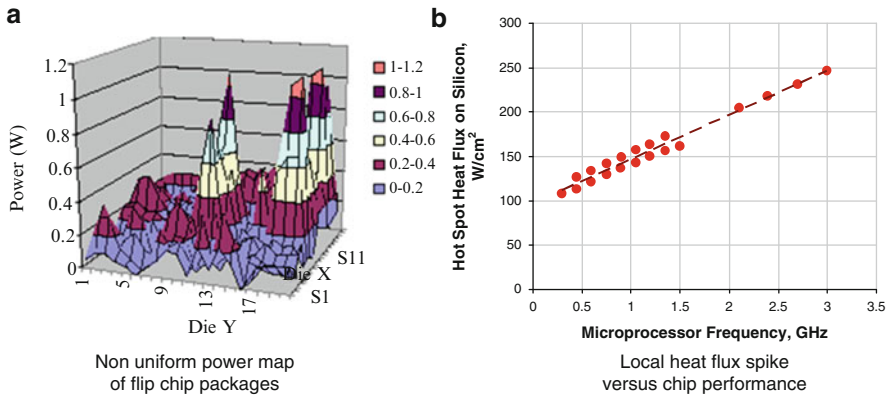 a
1.2
1
0.8
0.6
0.4
0.2
0
Power (W)
1
5
9
13
17
Die Y
Die X
S1
S11
1-1.2
0.8-1
0.6-0.8
0.4-0.6
0.2-0.4
0-0.2
Non uniform power map
of flip chip packages
b
300
250
200
150
100
50
0
Hot Spot Heat Flux on Silicon,
W/cm²
0
0.5
1
1.5
2
2.5
3
3.5
Microprocessor Frequency, GHz
Local heat flux spike
versus chip performance